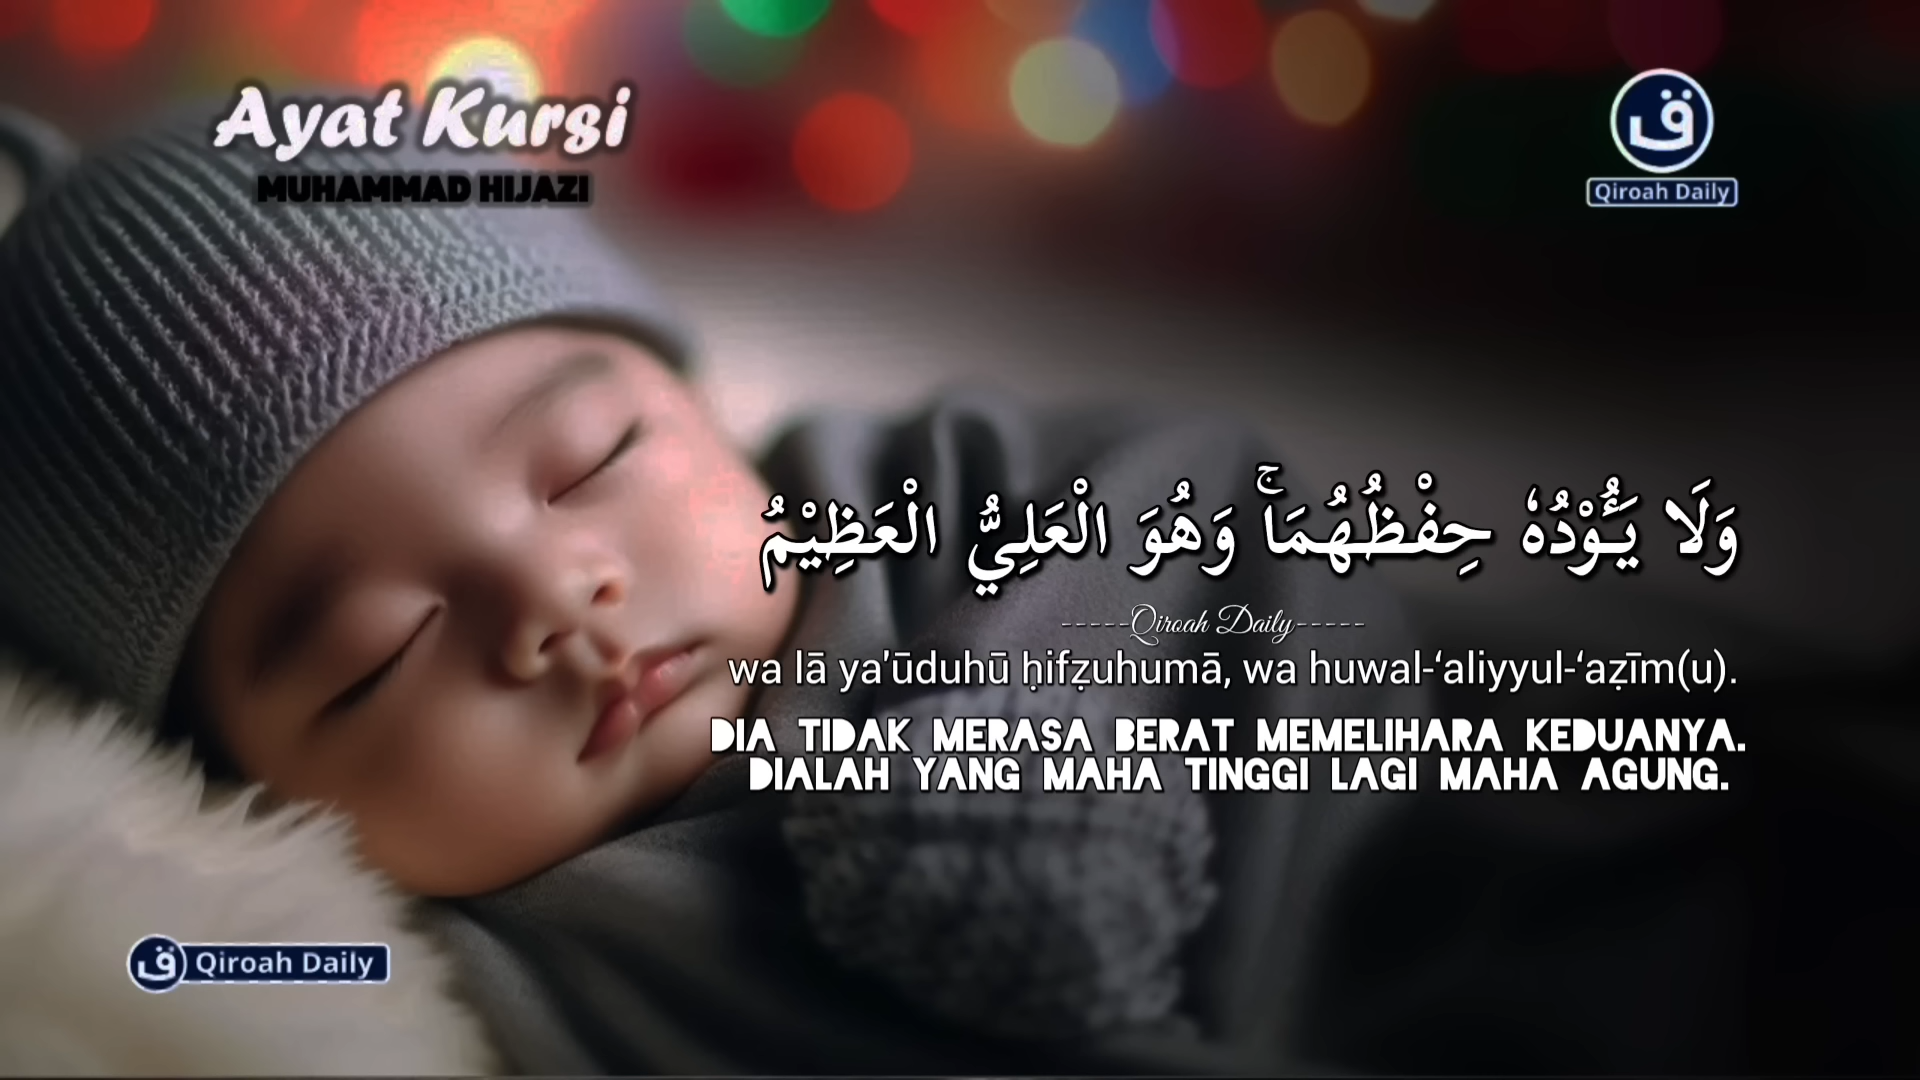 Ayat Kursi
MUHAMMAD HIJAZI
ق
Qiroah Daily
وَلَا يَـُٔوْدُهٗ حِفْظُهُمَاۚ وَهُوَ الْعَلِيُّ الْعَظِيْمُ
-----Qiroah Daily-----
wa lā ya'ūduhū ḥifẓuhumā, wa huwal-‘aliyyul-‘aẓīm(u).
DIA TIDAK MERASA BERAT MEMELIHARA KEDUANYA.
DIALAH YANG MAHA TINGGI LAGI MAHA AGUNG.
ق Qiroah Daily